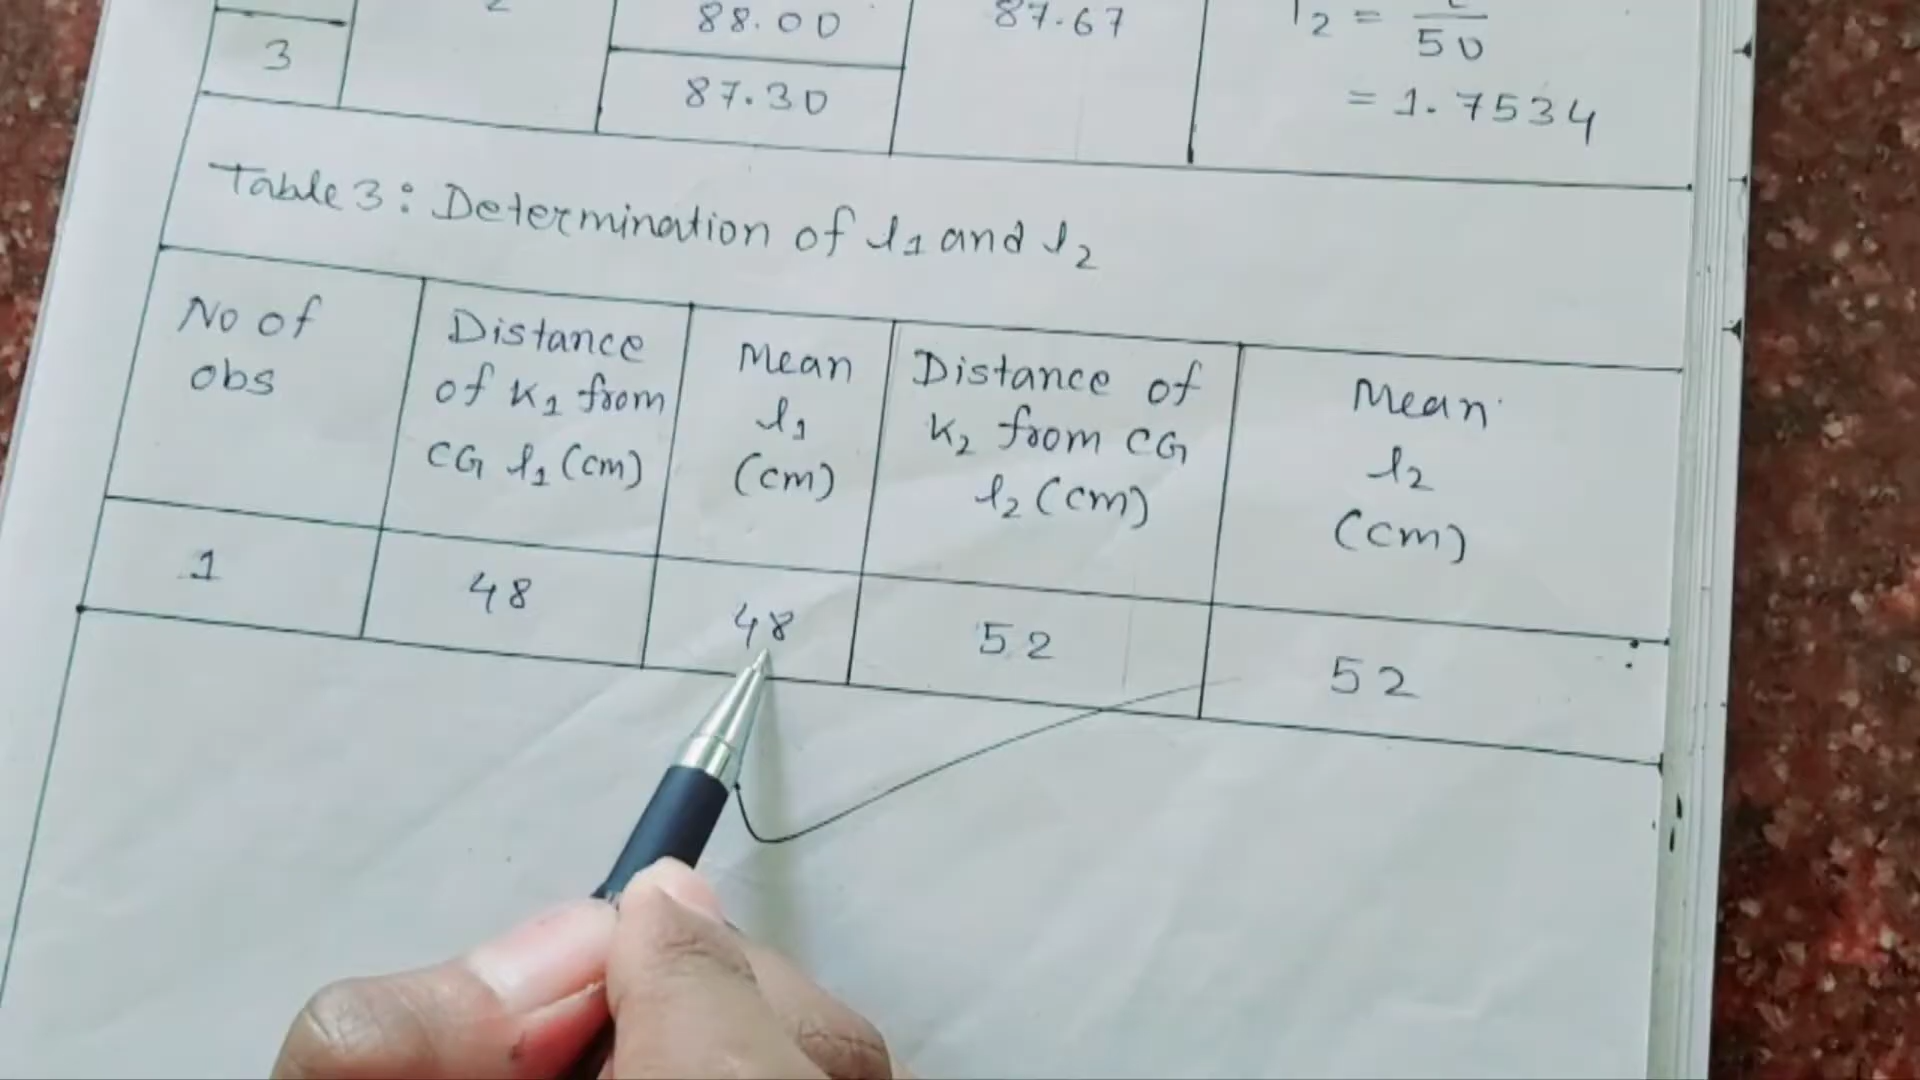 88.00 87.67 T2 = t/50
3
87.30
= 1.7534
Table 3: Determination of l1 and l2
No of obs
Distance of K1 from CG l1 (cm)
Mean l1 (cm)
Distance of K2 from CG l2 (cm)
Mean l2 (cm)
1 48 48 52 52